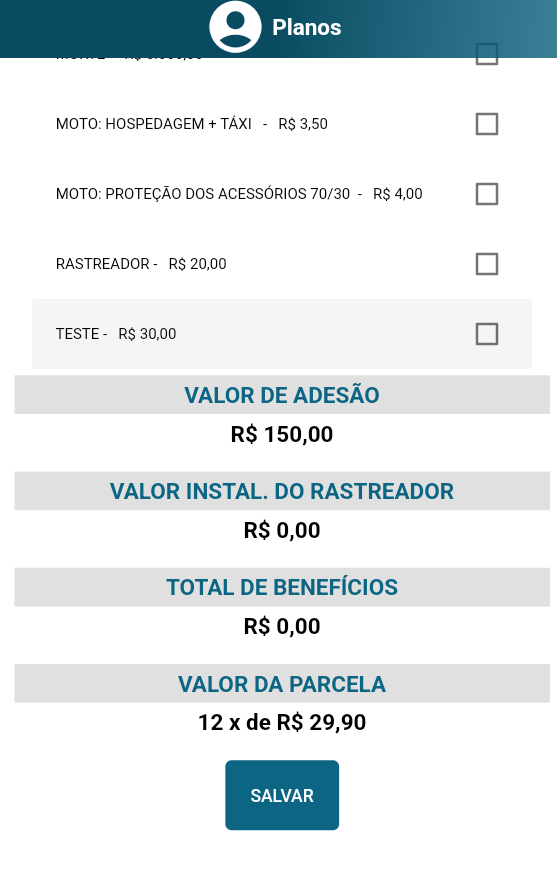 Planos
MOTO: HOSPEDAGEM + TÁXI - R$ 3,50
MOTO: PROTEÇÃO DOS ACESSÓRIOS 70/30 - R$ 4,00
RASTREADOR - R$ 20,00
TESTE - R$ 30,00
VALOR DE ADESÃO
R$ 150,00
VALOR INSTAL. DO RASTREADOR
R$ 0,00
TOTAL DE BENEFÍCIOS
R$ 0,00
VALOR DA PARCELA
12 x de R$ 29,90
SALVAR